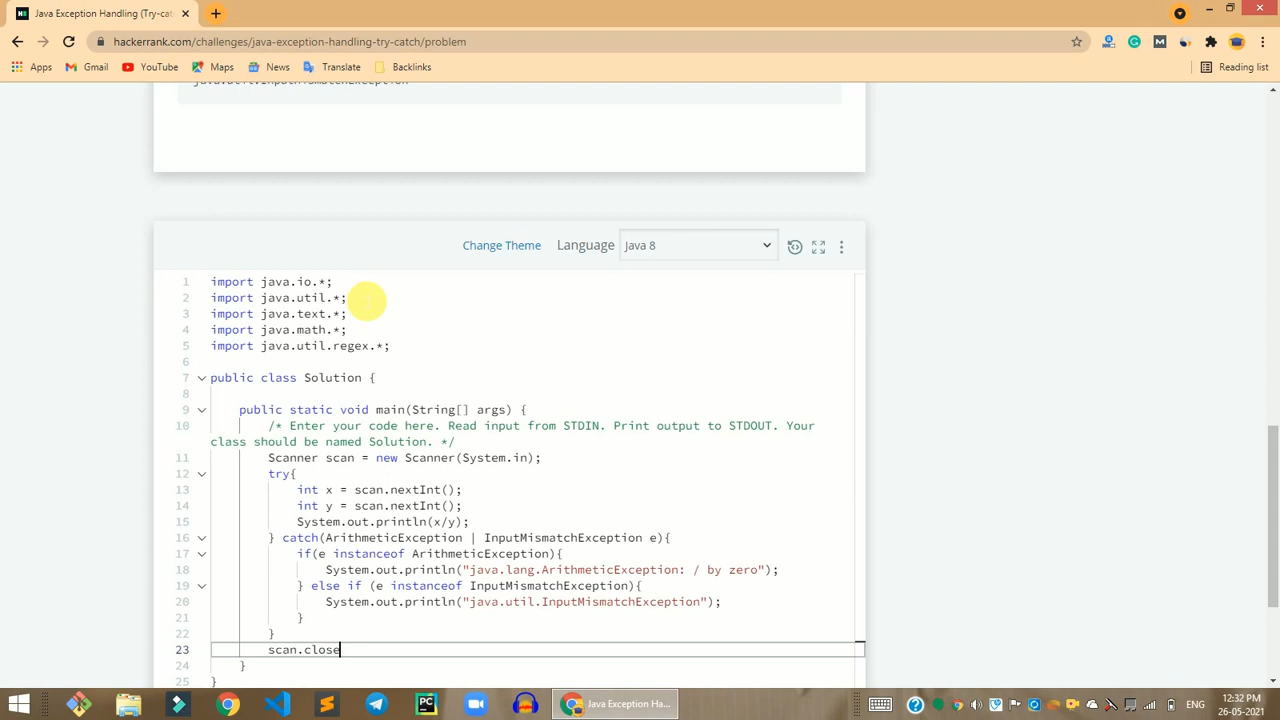 Java Exception Handling (Try-cat
hackerrank.com/challenges/java-exception-handling-try-catch/problem
Apps Gmail YouTube Maps News Translate Backlinks Reading list
java.util.InputMismatchException
Change Theme Language Java 8
1 import java.io.*;
2 import java.util.*;
3 import java.text.*;
4 import java.math.*;
5 import java.util.regex.*;
6
7 public class Solution {
8
9 public static void main(String[] args) {
10 /* Enter your code here. Read input from STDIN. Print output to STDOUT. Your
class should be named Solution. */
11 Scanner scan = new Scanner(System.in);
12 try{
13 int x = scan.nextInt();
14 int y = scan.nextInt();
15 System.out.println(x/y);
16 } catch(ArithmeticException | InputMismatchException e){
17 if(e instanceof ArithmeticException){
18 System.out.println("java.lang.ArithmeticException: / by zero");
19 } else if (e instanceof InputMismatchException){
20 System.out.println("java.util.InputMismatchException");
21 }
22 }
23 scan.close
24 }
25 }
Java Exception Ha... ENG 12:32 PM
26-05-2021